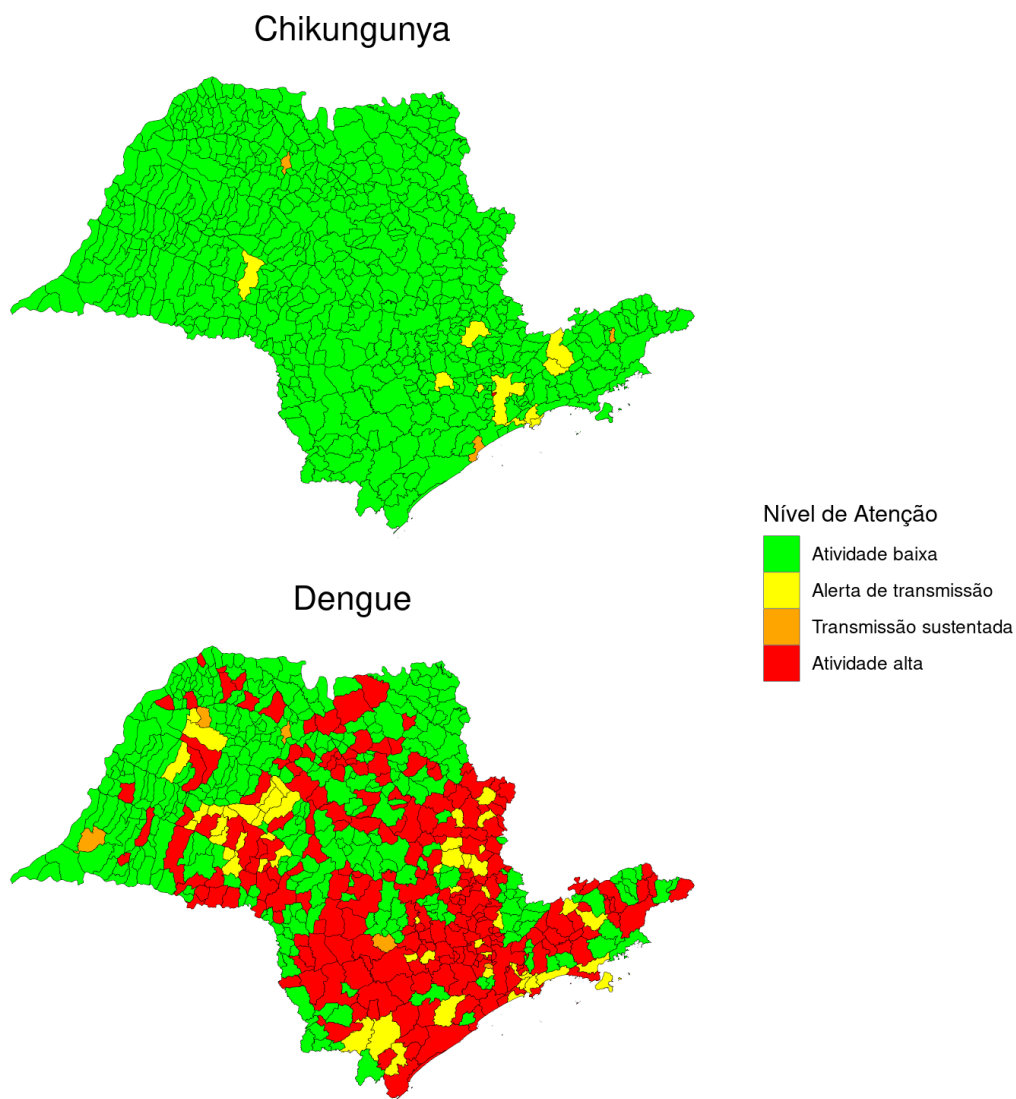 Chikungunya
Nível de Atenção
Atividade baixa
Alerta de transmissão
Transmissão sustentada
Atividade alta
Dengue